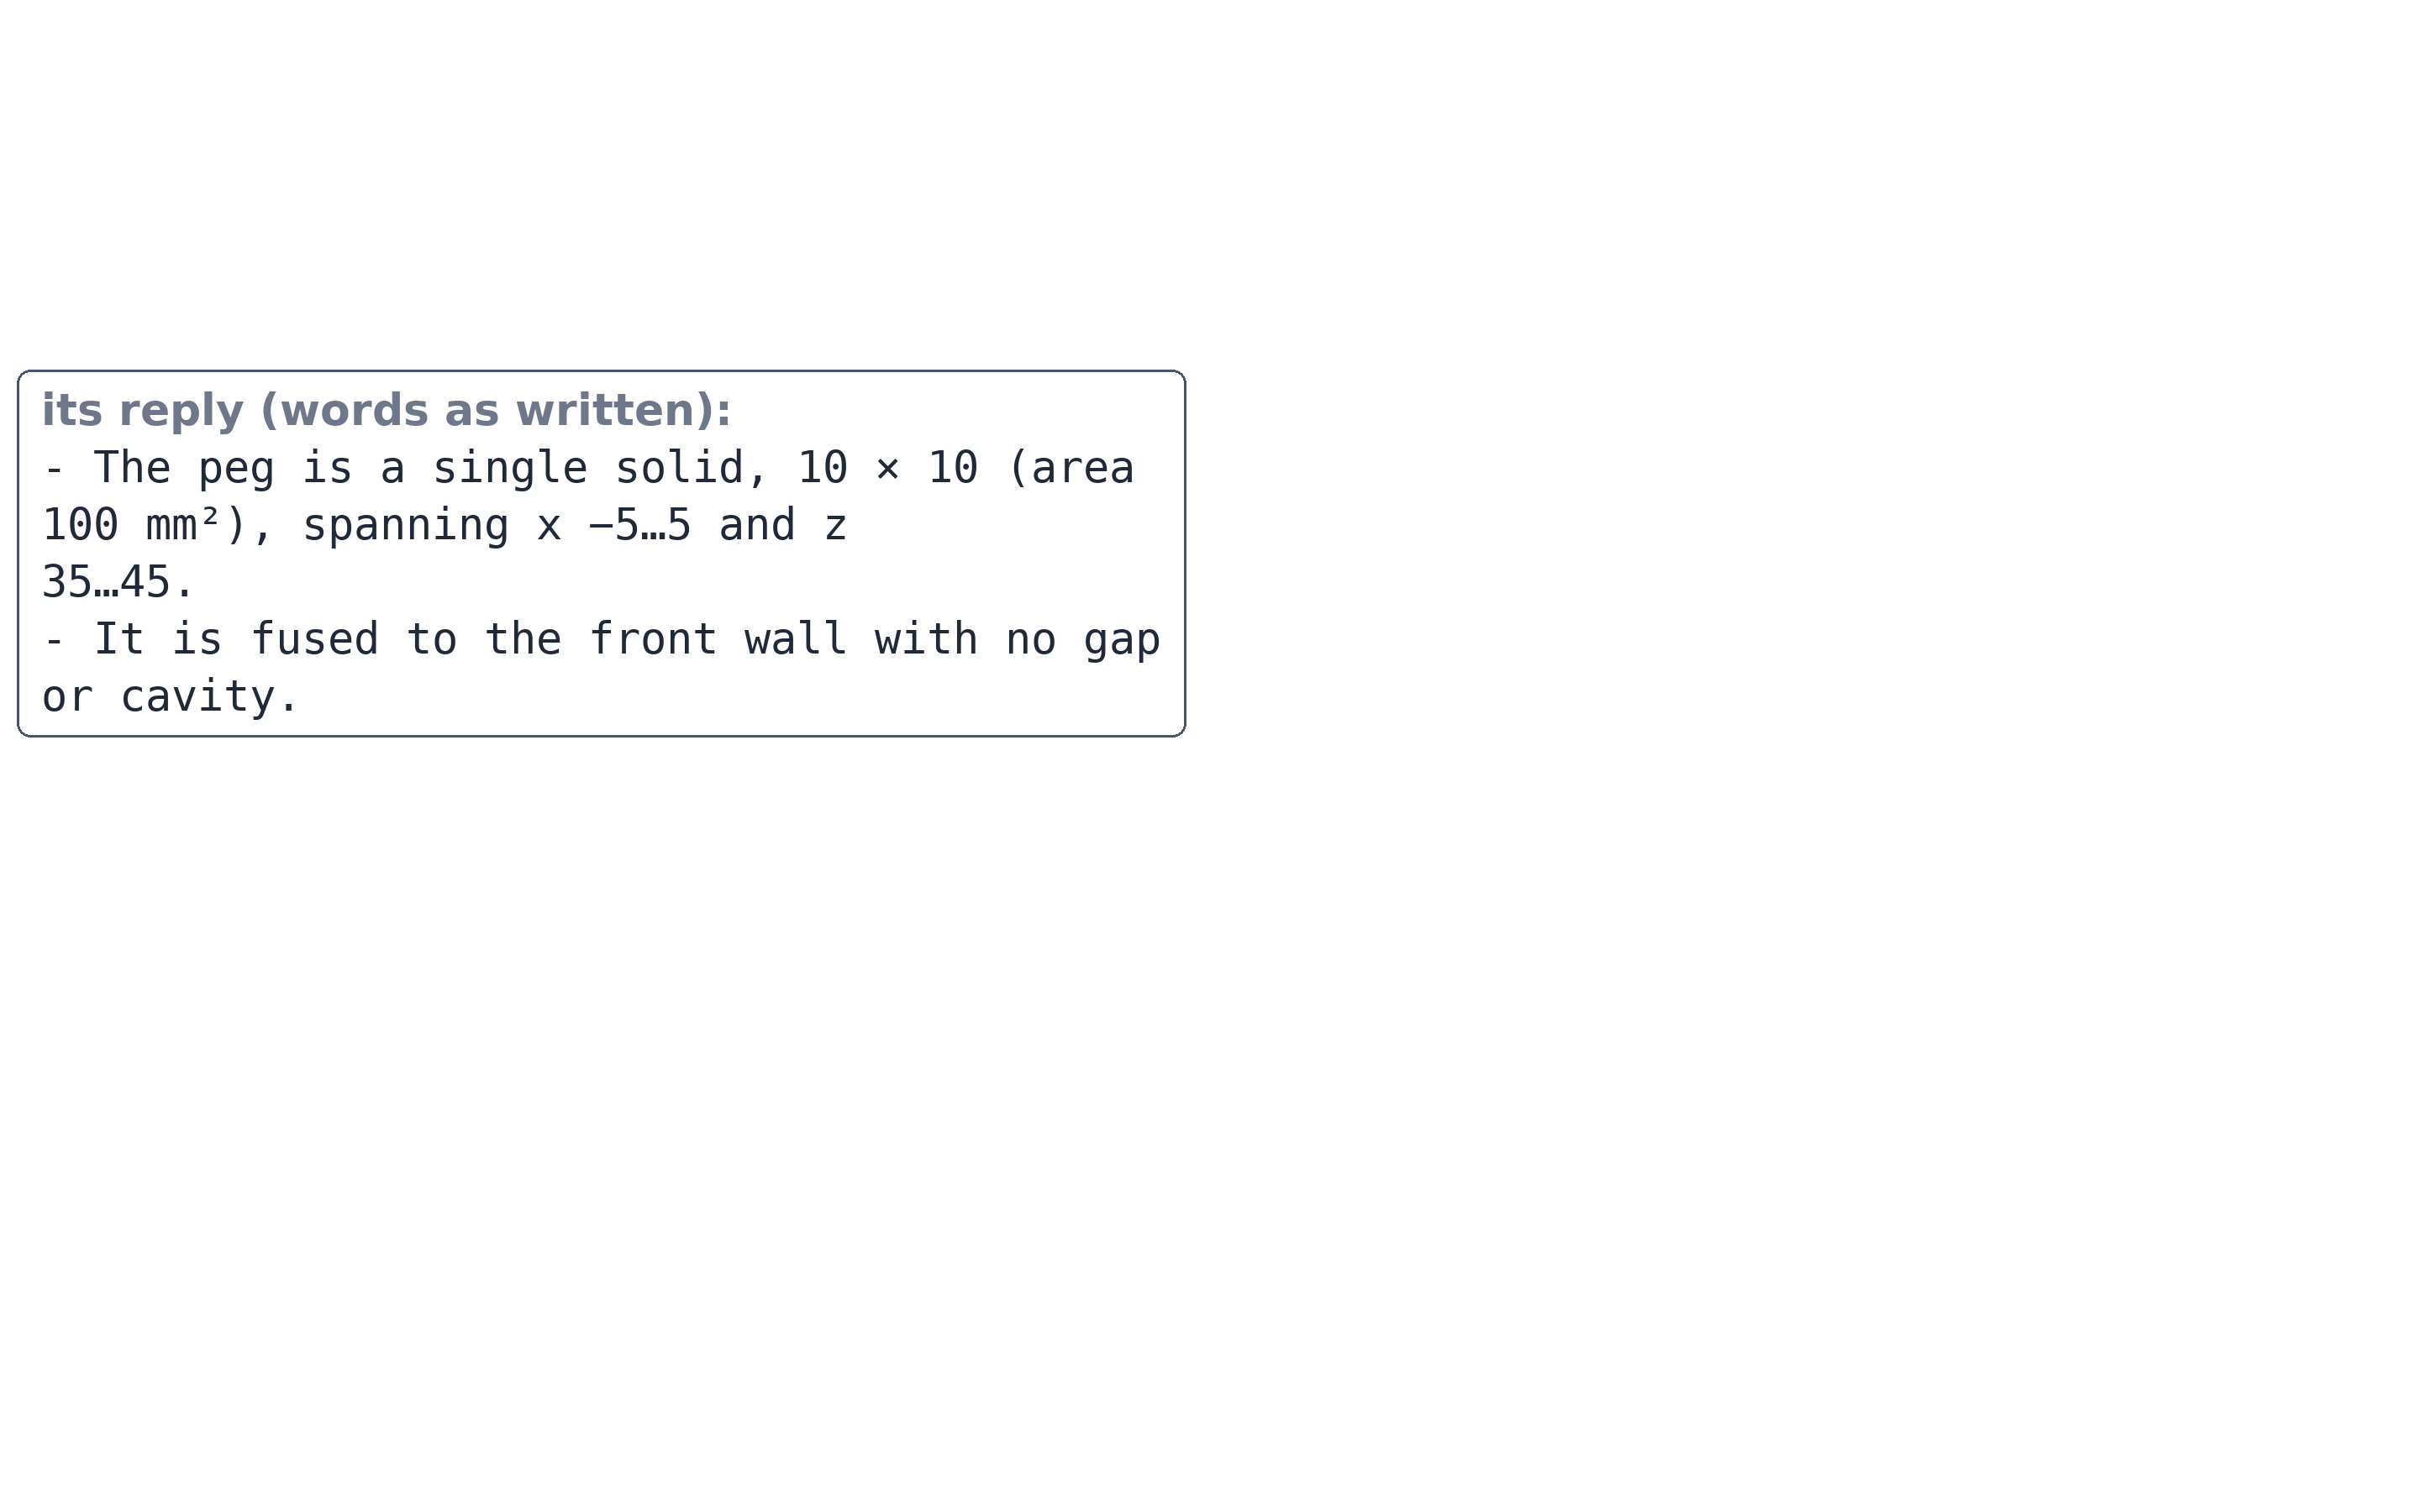 its reply (words as written):
- The peg is a single solid, 10 × 10 (area
100 mm²), spanning x −5…5 and z
35…45.
- It is fused to the front wall with no gap
or cavity.